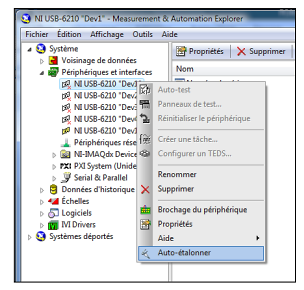 NI USB-6210 "Dev1" - Measurement & Automation Explorer
Fichier Édition Affichage Outils Aide
Système
Propriétés Supprimer
Voisinage de données
Nom
Périphériques et interfaces
NI USB-6210 "Dev
NI USB-6210 "Dev
NI USB-6210 "Dev
NI USB-6210 "Dev
NI USB-6210 "Dev
Périphériques rése
NI-IMAQdx Device
PXI System (Unide
Serial & Parallel
Données d'historique
Échelles
Logiciels
IVI Drivers
Systèmes déportés
Auto-test
Panneaux de test...
Réinitialiser le périphérique
Créer une tâche...
Configurer un TEDS...
Renommer
Supprimer
Brochage du périphérique
Propriétés
Aide
Auto-étalonner